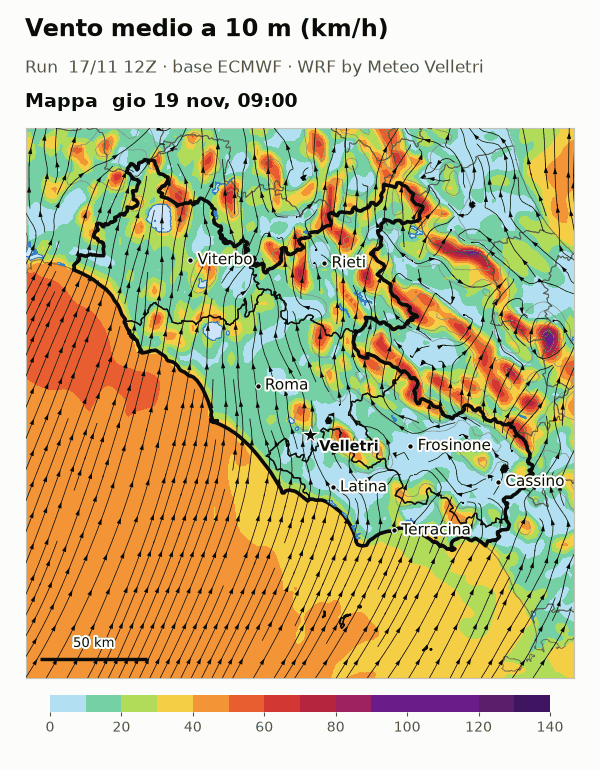 Vento medio a 10 m (km/h)
Run 17/11 12Z · base ECMWF · WRF by Meteo Velletri
Mappa gio 19 nov, 09:00
Viterbo
Rieti
Roma
Velletri
Frosinone
Cassino
Latina
Terracina
50 km
0 20 40 60 80 100 120 140